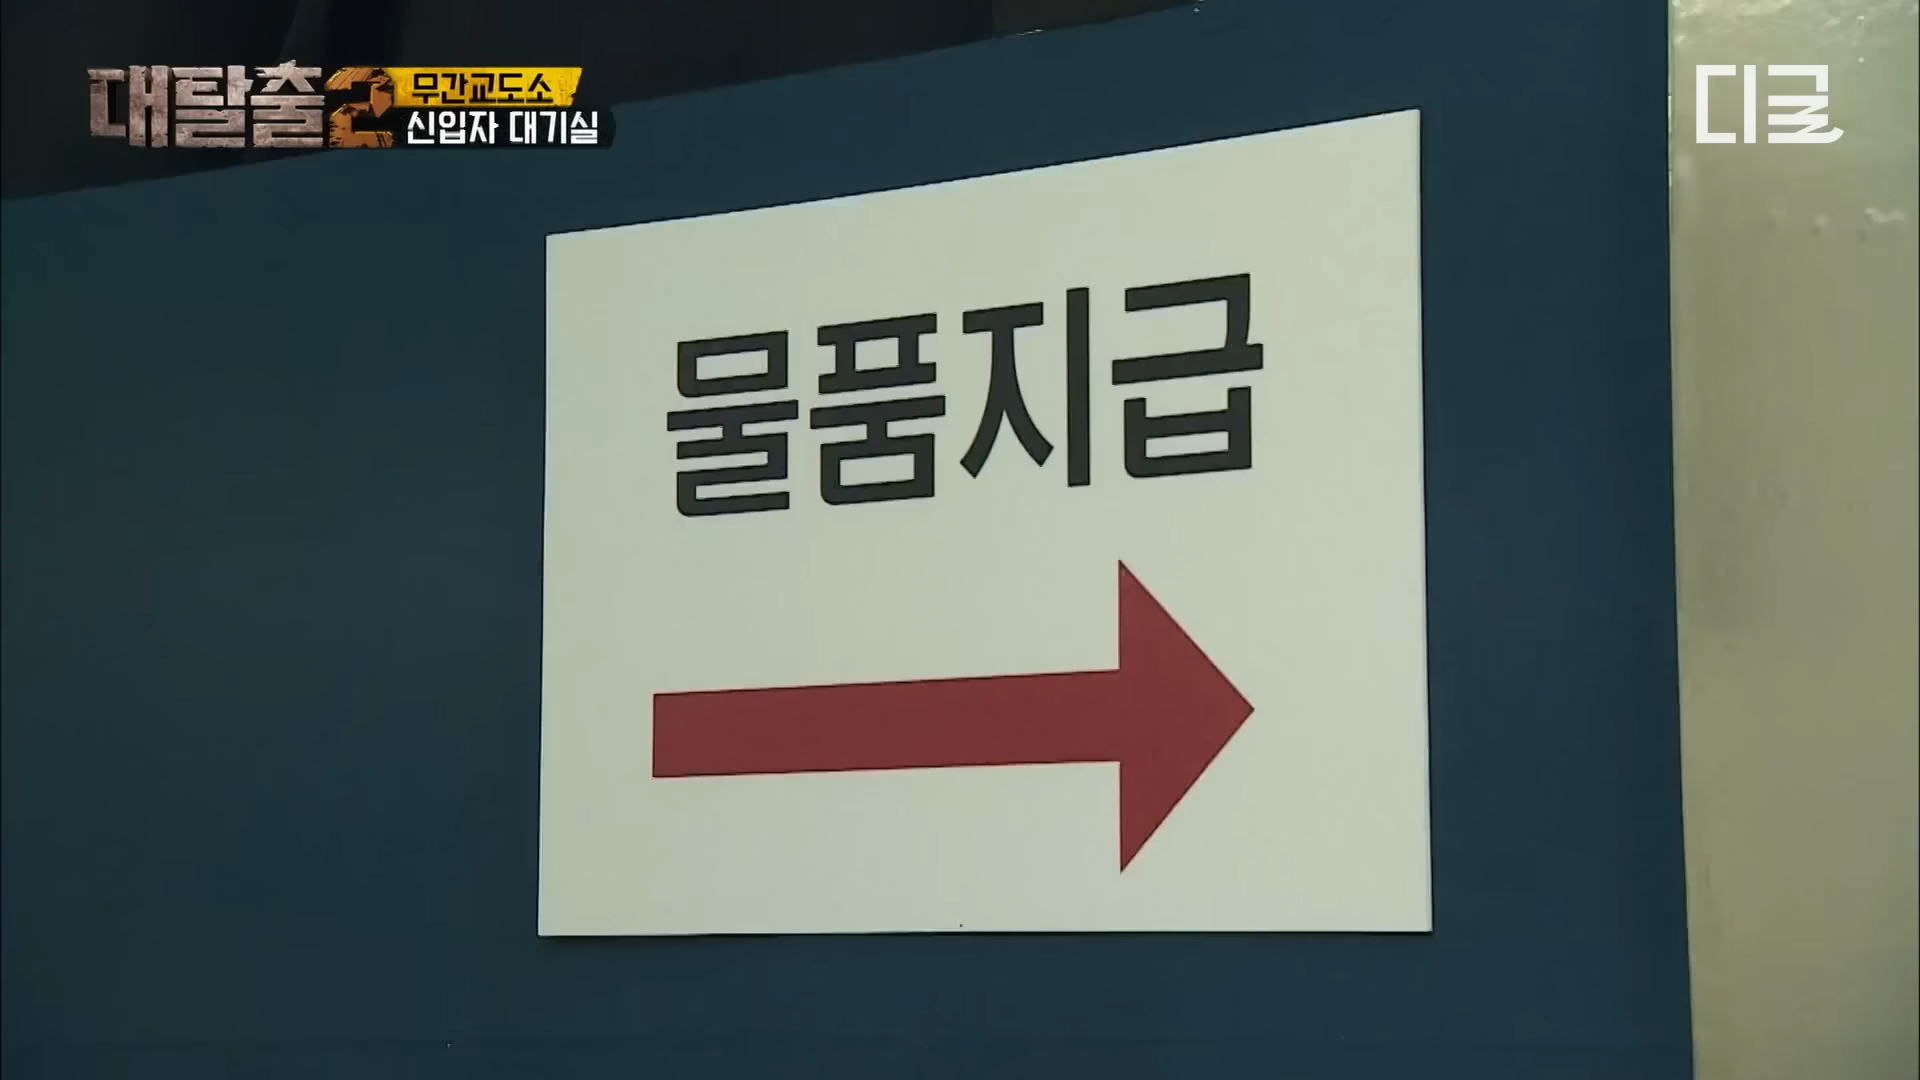 대탈출2
무간교도소
신입자 대기실
디글
물품지급